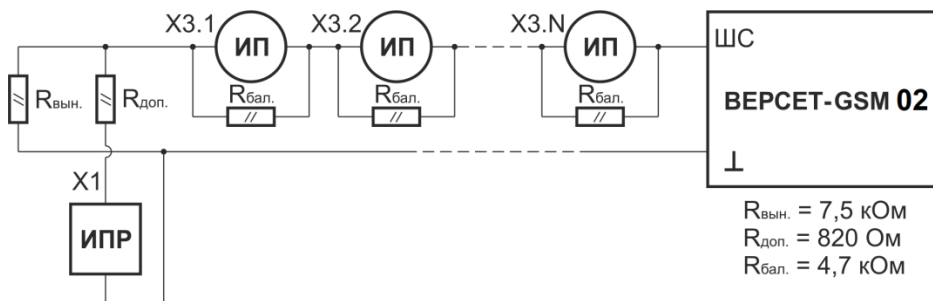 X3.1 ИП X3.2 ИП X3.N ИП ШС
Rвын. Rдоп. Rбал. Rбал. Rбал. ВЕРСЕТ-GSM 02
X1 ⊥
ИПР
Rвын. = 7,5 кОм
Rдоп. = 820 Ом
Rбал. = 4,7 кОм